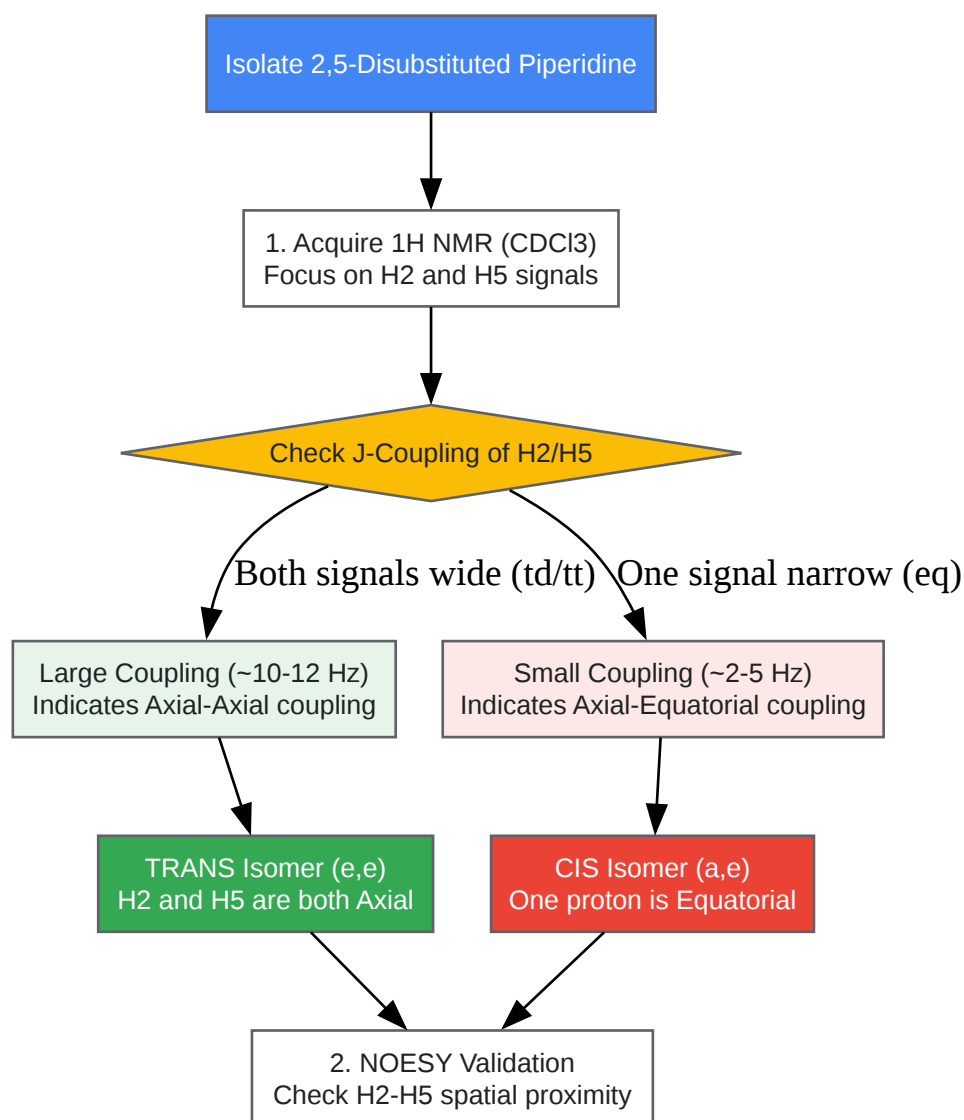 Isolate 2,5-Disubstituted Piperidine
1. Acquire 1H NMR (CDCl3)
Focus on H2 and H5 signals
Check J-Coupling of H2/H5
Both signals wide (td/tt)
One signal narrow (eq)
Large Coupling (~10-12 Hz)
Indicates Axial-Axial coupling
Small Coupling (~2-5 Hz)
Indicates Axial-Equatorial coupling
TRANS Isomer (e,e)
H2 and H5 are both Axial
CIS Isomer (a,e)
One proton is Equatorial
2. NOESY Validation
Check H2-H5 spatial proximity